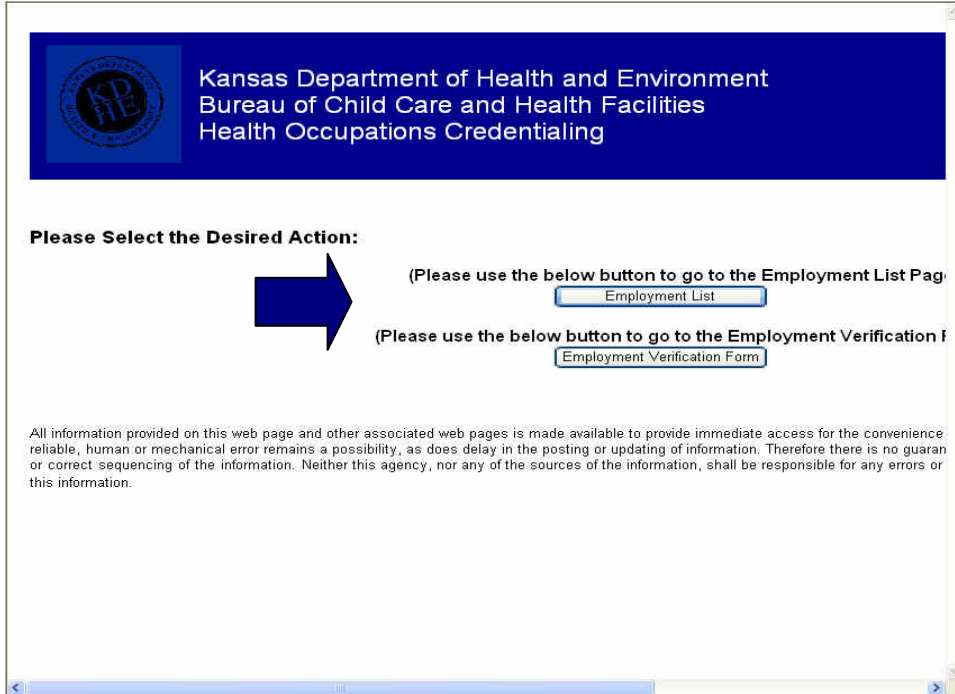 KD
HE
Kansas Department of Health and Environment
Bureau of Child Care and Health Facilities
Health Occupations Credentialing
Please Select the Desired Action:
(Please use the below button to go to the Employment List Pag
Employment List
(Please use the below button to go to the Employment Verification F
Employment Verification Form
All information provided on this web page and other associated web pages is made available to provide immediate access for the convenience
reliable, human or mechanical error remains a possibility, as does delay in the posting or updating of information. Therefore there is no guaran
or correct sequencing of the information. Neither this agency, nor any of the sources of the information, shall be responsible for any errors or
this information.